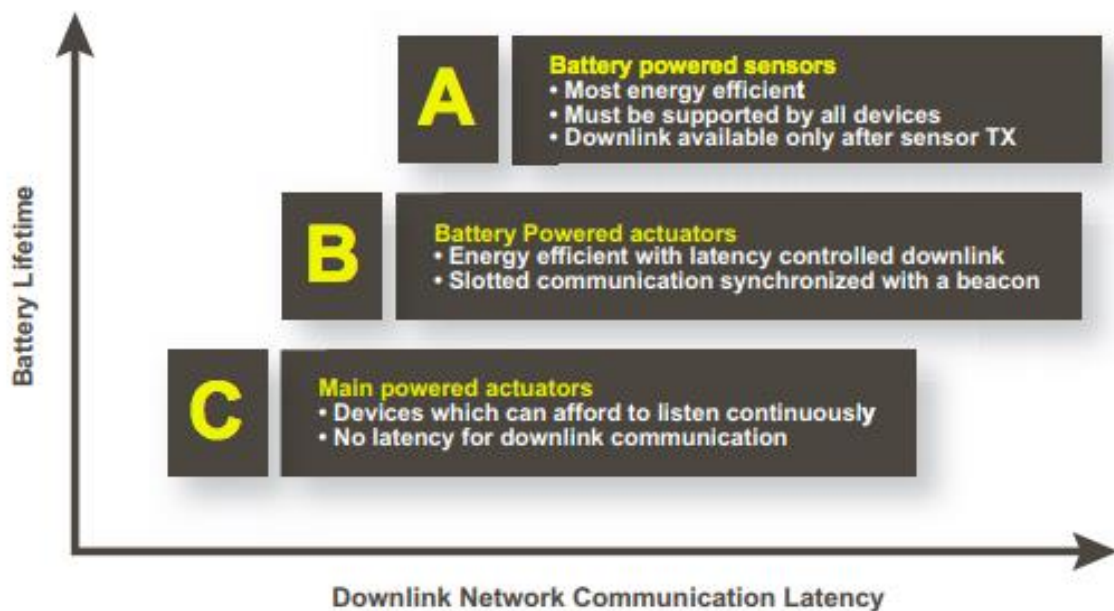 Battery Lifetime
A
Battery powered sensors
• Most energy efficient
• Must be supported by all devices
• Downlink available only after sensor TX
B
Battery Powered actuators
• Energy efficient with latency controlled downlink
• Slotted communication synchronized with a beacon
C
Main powered actuators
• Devices which can afford to listen continuously
• No latency for downlink communication
Downlink Network Communication Latency